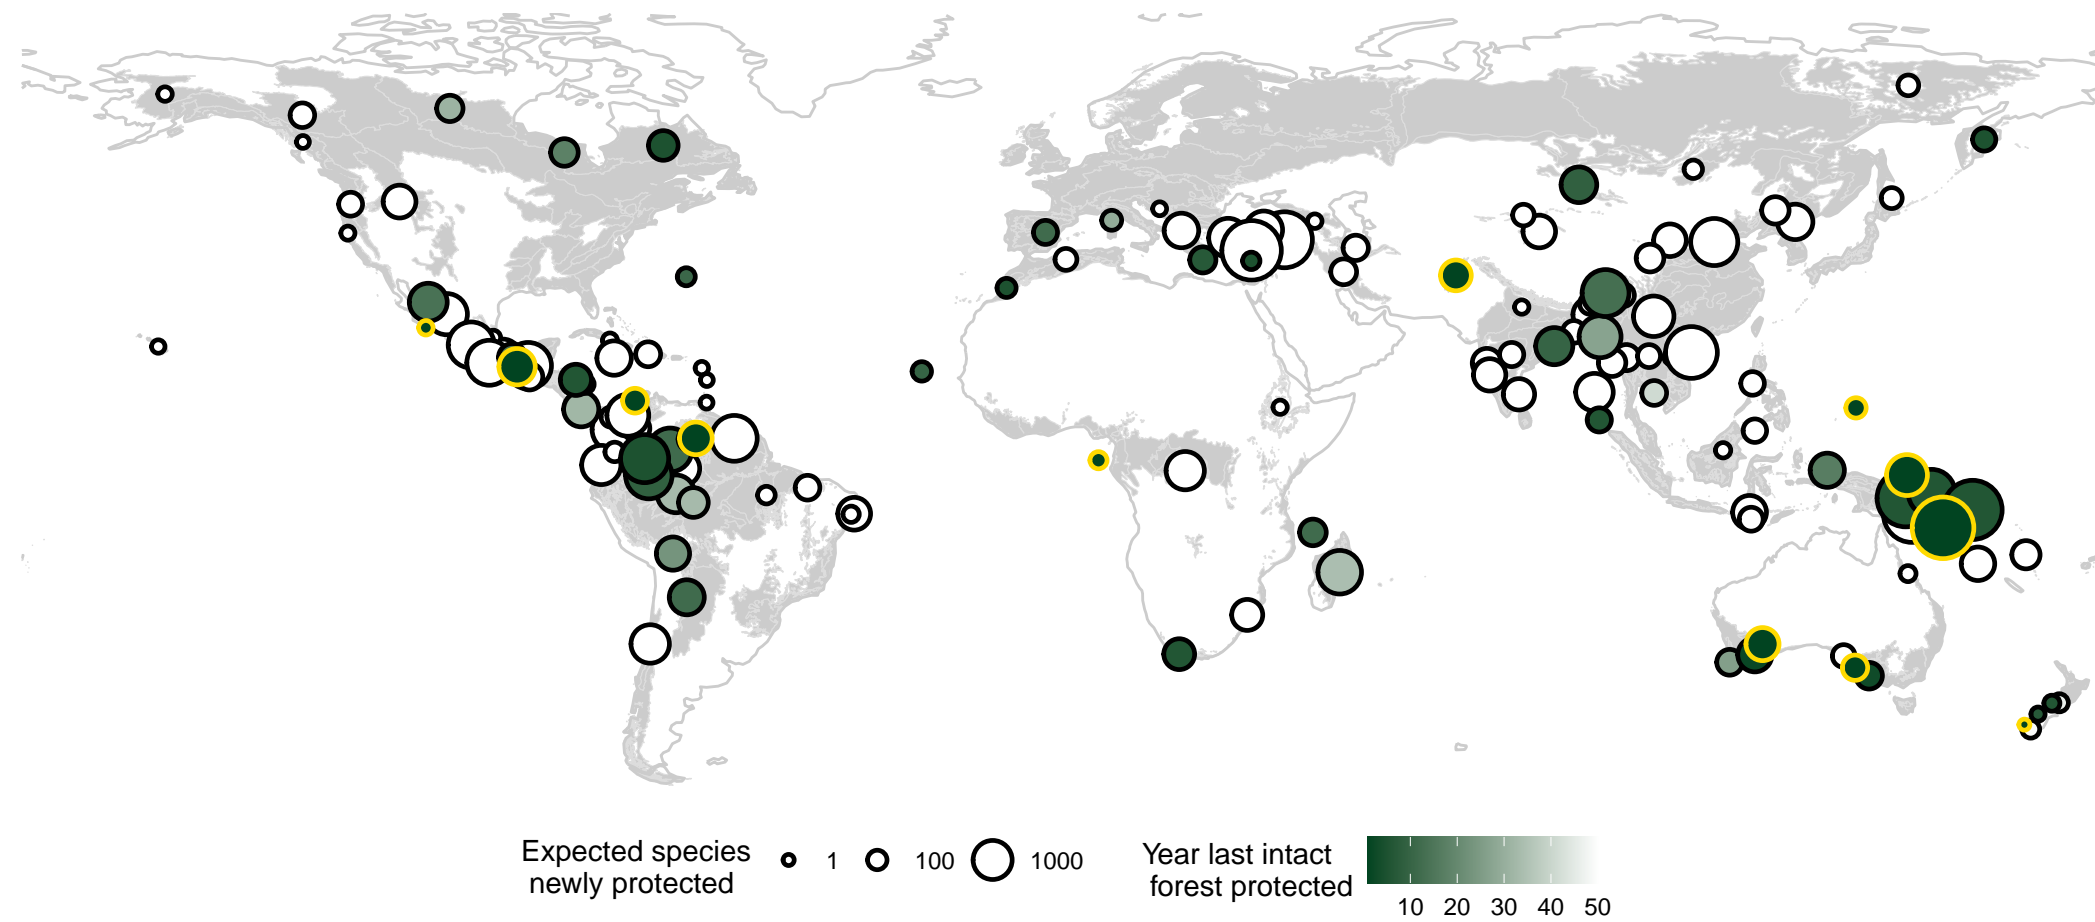 Expected species
newly protected
1
100
1000
Year last intact
forest protected
10 20 30 40 50